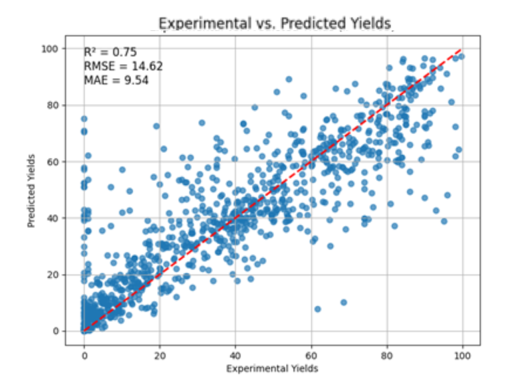 Experimental vs. Predicted Yields
R² = 0.75
RMSE = 14.62
MAE = 9.54
100
80
60
40
20
0
Predicted Yields
0 20 40 60 80 100
Experimental Yields